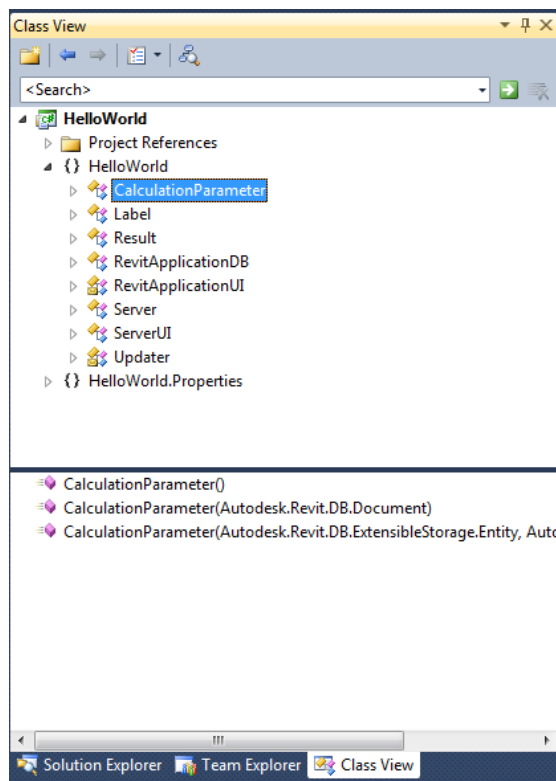 Class View
<Search>
HelloWorld
Project References
{} HelloWorld
CalculationParameter
Label
Result
RevitApplicationDB
RevitApplicationUI
Server
ServerUI
Updater
{} HelloWorld.Properties
CalculationParameter()
CalculationParameter(Autodesk.Revit.DB.Document)
CalculationParameter(Autodesk.Revit.DB.ExtensibleStorage.Entity, Auto
Solution Explorer Team Explorer Class View